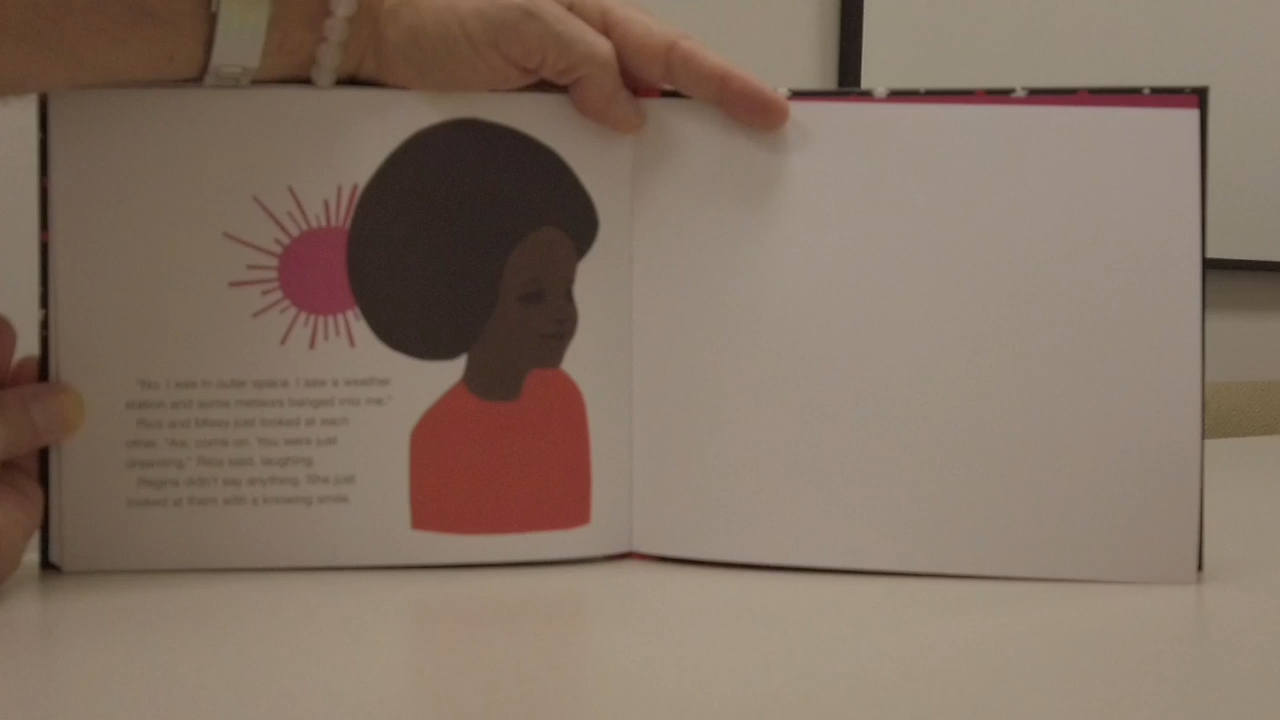 "No. I was in outer space. I saw a weather
station and some meteors banged into me."
Rico and Missy just looked at each
other. "Aw, come on. You were just
dreaming," Rico said, laughing.
Regina didn't say anything. She just
looked at them with a knowing smile.